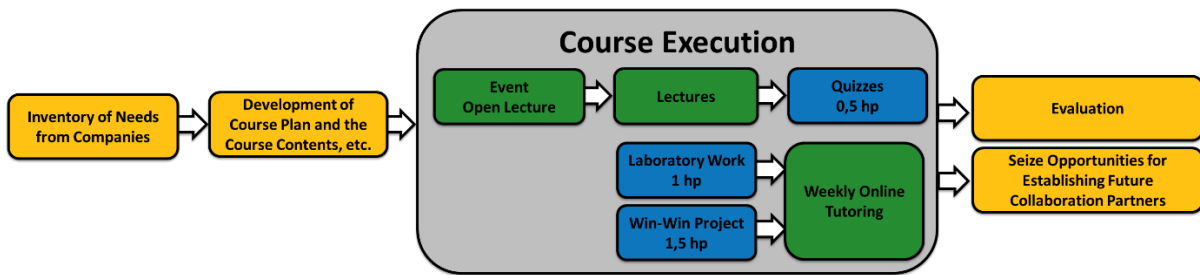 Course Execution
Inventory of Needs
from Companies
Development of
Course Plan and the
Course Contents, etc.
Event
Open Lecture
Lectures
Quizzes
0,5 hp
Laboratory Work
1 hp
Win-Win Project
1,5 hp
Weekly Online
Tutoring
Evaluation
Seize Opportunities for
Establishing Future
Collaboration Partners